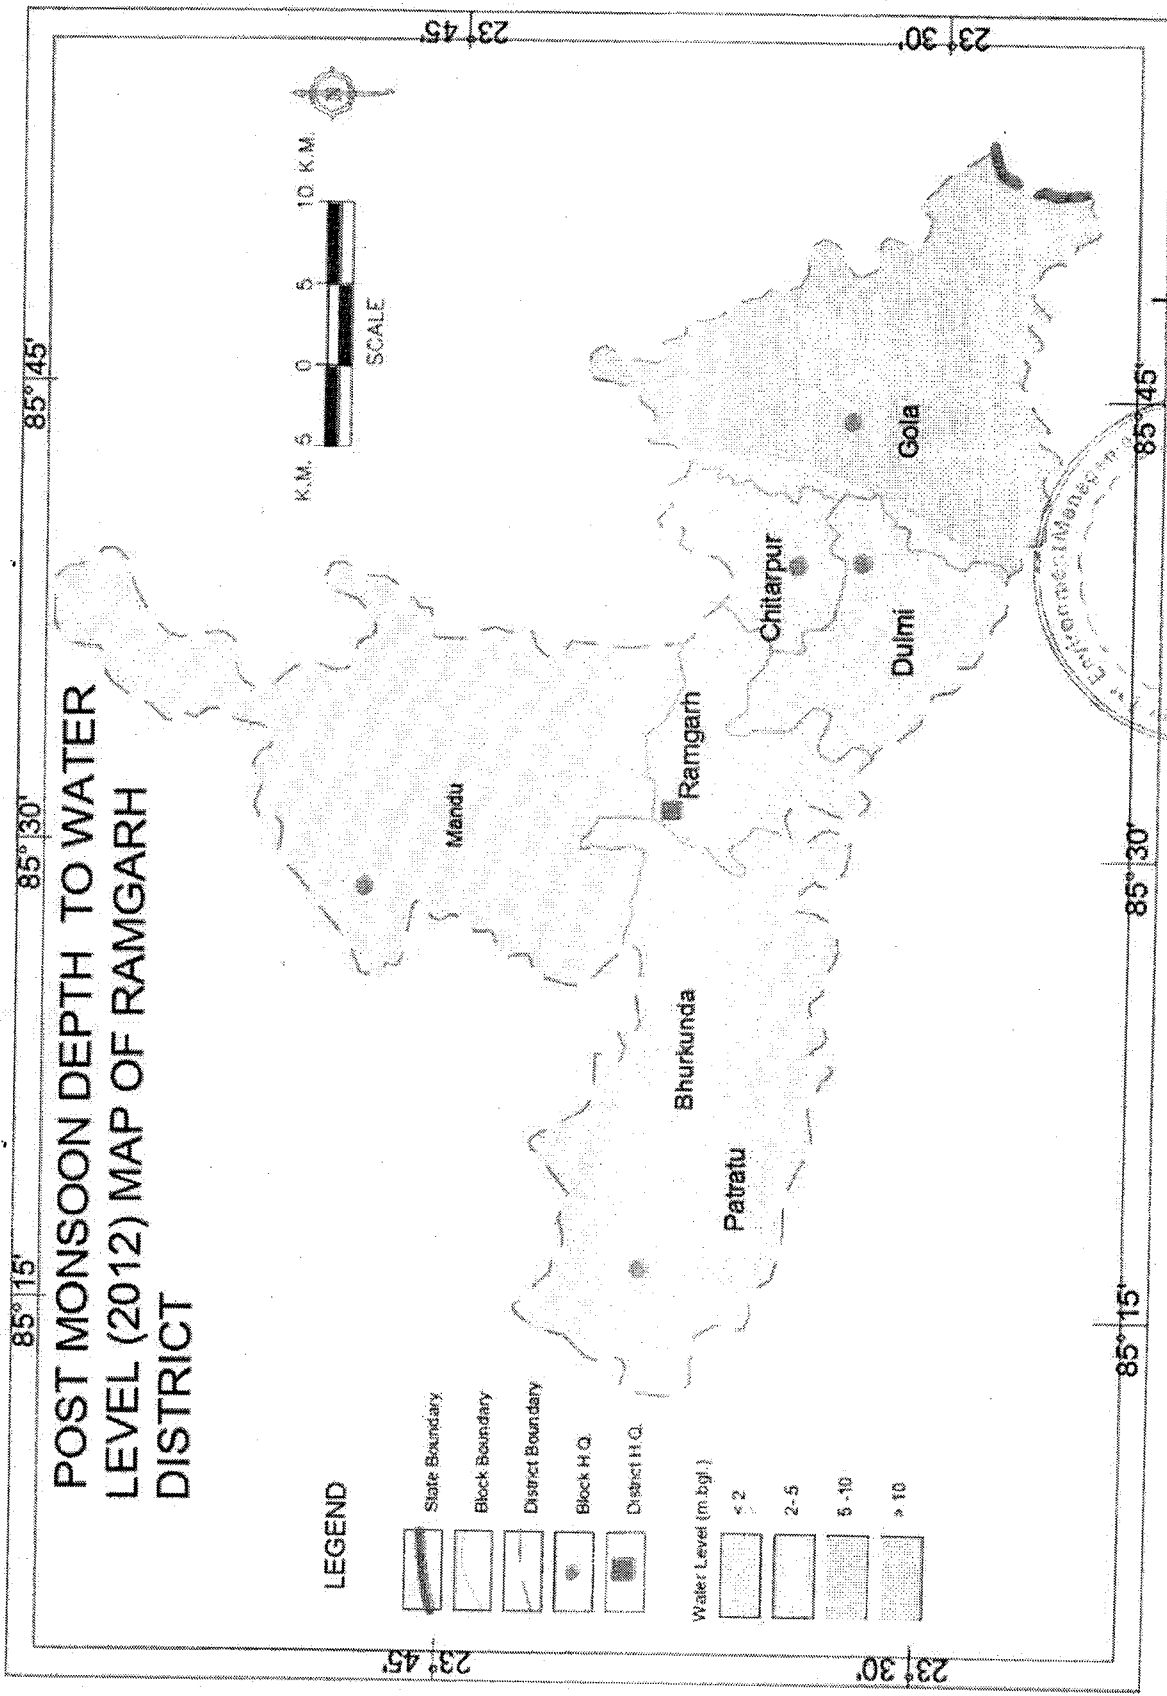 POST MONSOON DEPTH TO WATER
LEVEL (2012) MAP OF RAMGARH
DISTRICT
85° 15'
85° 30'
85° 45'
23° 45'
23° 30'
K.M. 5 0 5 10 K.M.
SCALE
N
Mandu
Ramgarh
Chitarpur
Gola
Dulmi
Bhurkunda
Patratu
LEGEND
State Boundary
Block Boundary
District Boundary
Block H.Q.
District H.Q.
Water Level (m.bgl.)
< 2
2 - 5
5 -10
> 10
23° 45'
23° 30'
85° 15'
85° 30'
85° 45'